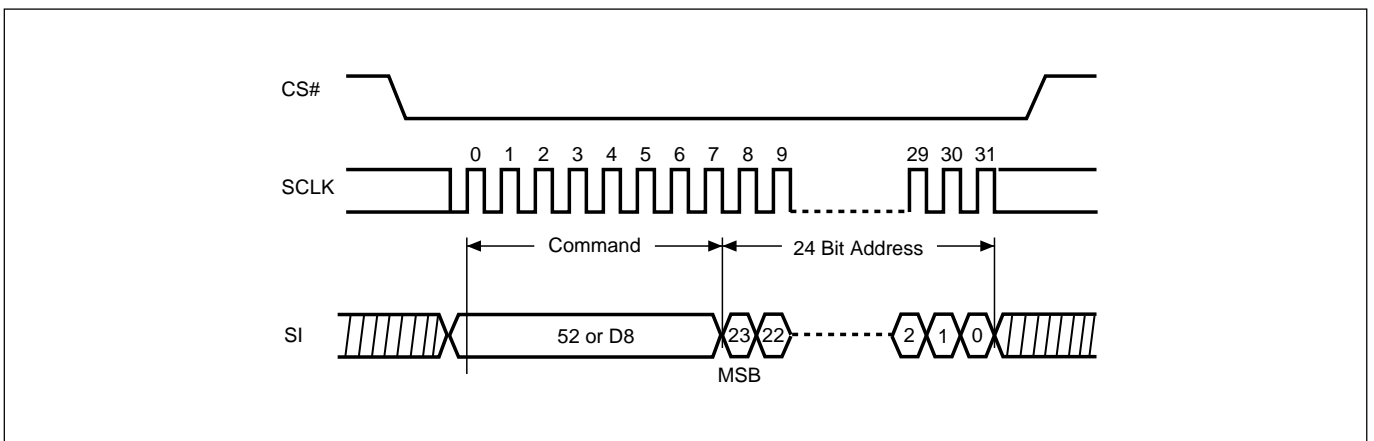 CS#
0 1 2 3 4 5 6 7 8 9 29 30 31
SCLK
Command 24 Bit Address
SI 52 or D8 23 22 2 1 0
MSB